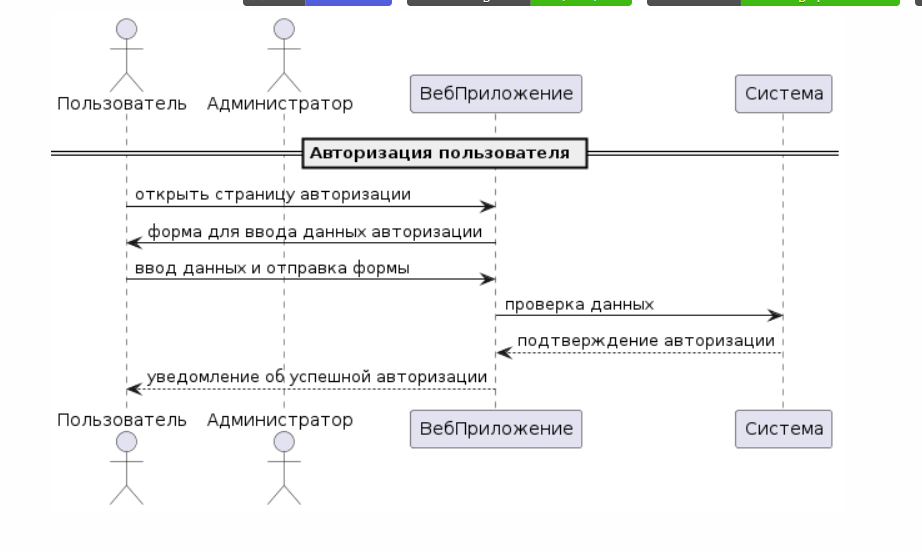 Пользователь Администратор ВебПриложение Система
Авторизация пользователя
открыть страницу авторизации
форма для ввода данных авторизации
ввод данных и отправка формы
проверка данных
подтверждение авторизации
уведомление об успешной авторизации
Пользователь Администратор ВебПриложение Система